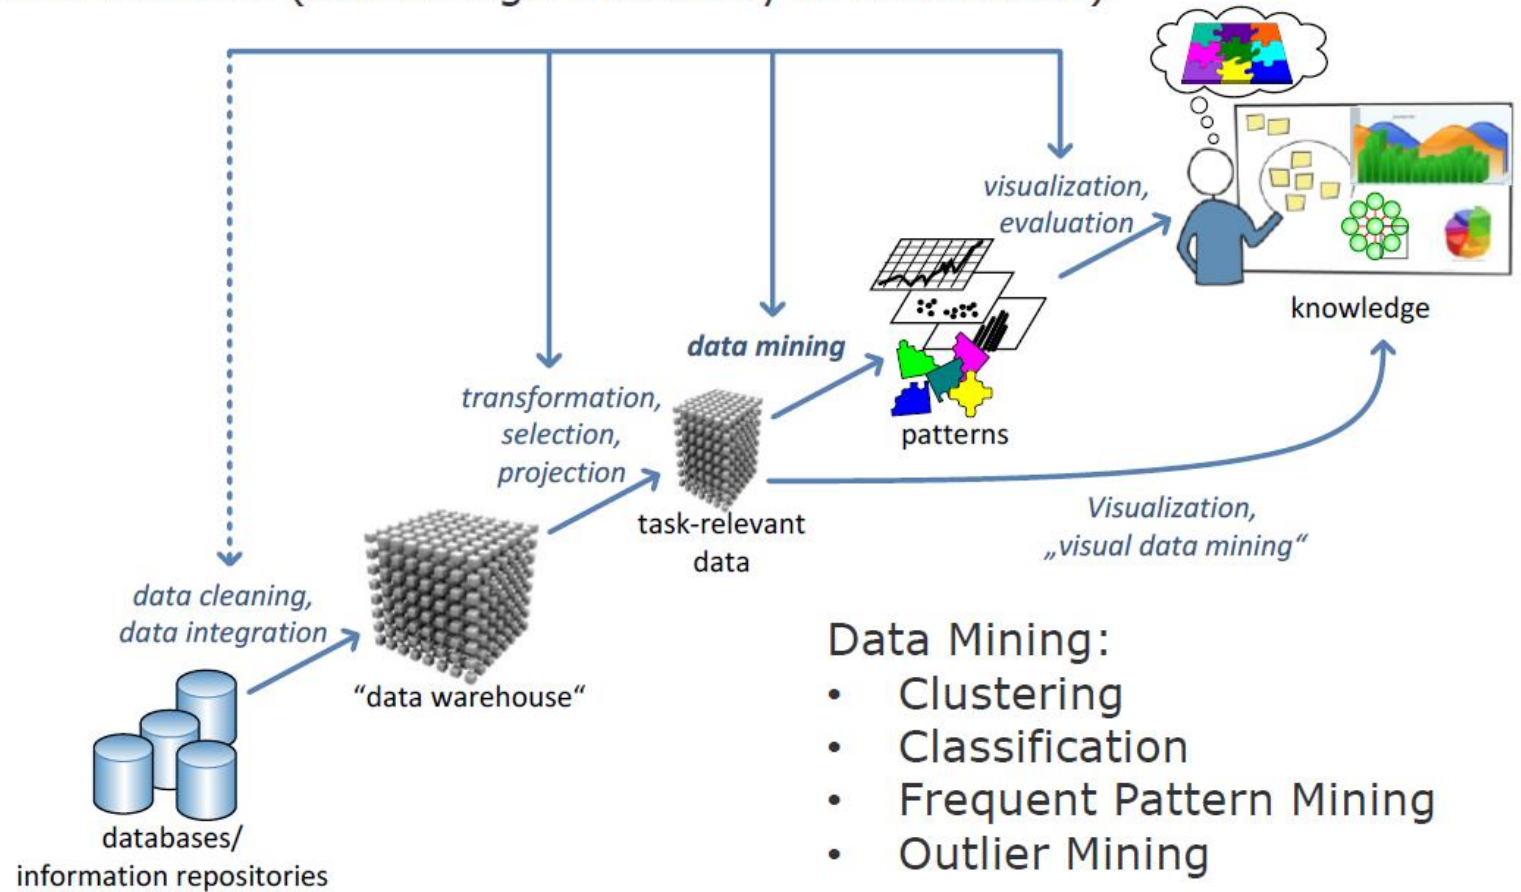 visualization,
evaluation
knowledge
data mining
patterns
transformation,
selection,
projection
task-relevant
data
Visualization,
„visual data mining“
data cleaning,
data integration
“data warehouse“
databases/
information repositories
Data Mining:
• Clustering
• Classification
• Frequent Pattern Mining
• Outlier Mining